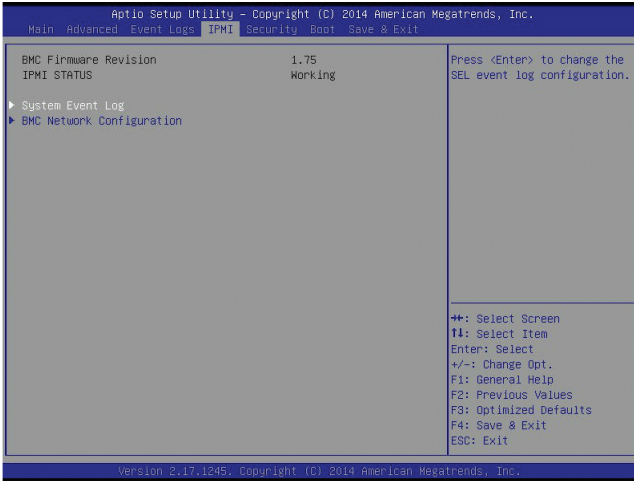 Aptio Setup Utility – Copyright (C) 2014 American Megatrends, Inc.
Main Advanced Event Logs IPMI Security Boot Save & Exit
BMC Firmware Revision 1.75
IPMI STATUS Working
System Event Log
BMC Network Configuration
Press <Enter> to change the
SEL event log configuration.
→←: Select Screen
↑↓: Select Item
Enter: Select
+/-: Change Opt.
F1: General Help
F2: Previous Values
F3: Optimized Defaults
F4: Save & Exit
ESC: Exit
Version 2.17.1245. Copyright (C) 2014 American Megatrends, Inc.